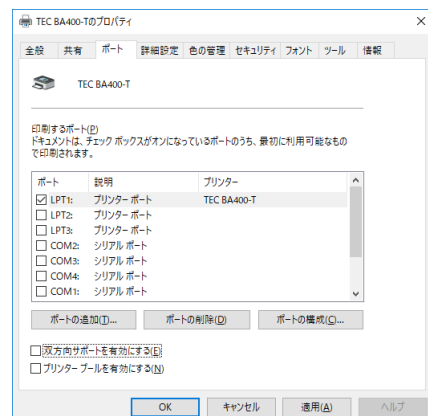 TEC BA400-Tのプロパティ
全般 共有 ポート 詳細設定 色の管理 セキュリティ フォント ツール 情報
TEC BA400-T
印刷するポート(P)
ドキュメントは、チェック ボックスがオンになっているポートのうち、最初に利用可能なもの
で印刷されます。
ポート 説明 プリンター
LPT1: プリンター ポート TEC BA400-T
LPT2: プリンター ポート
LPT3: プリンター ポート
COM2: シリアル ポート
COM3: シリアル ポート
COM4: シリアル ポート
COM1: シリアル ポート
ポートの追加(T)... ポートの削除(D) ポートの構成(C)...
双方向サポートを有効にする(E)
プリンター プールを有効にする(N)
OK キャンセル 適用(A) ヘルプ